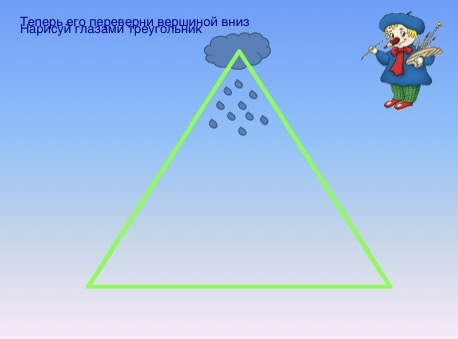 Теперь его переверни вершиной вниз
Нарисуй глазами треугольник